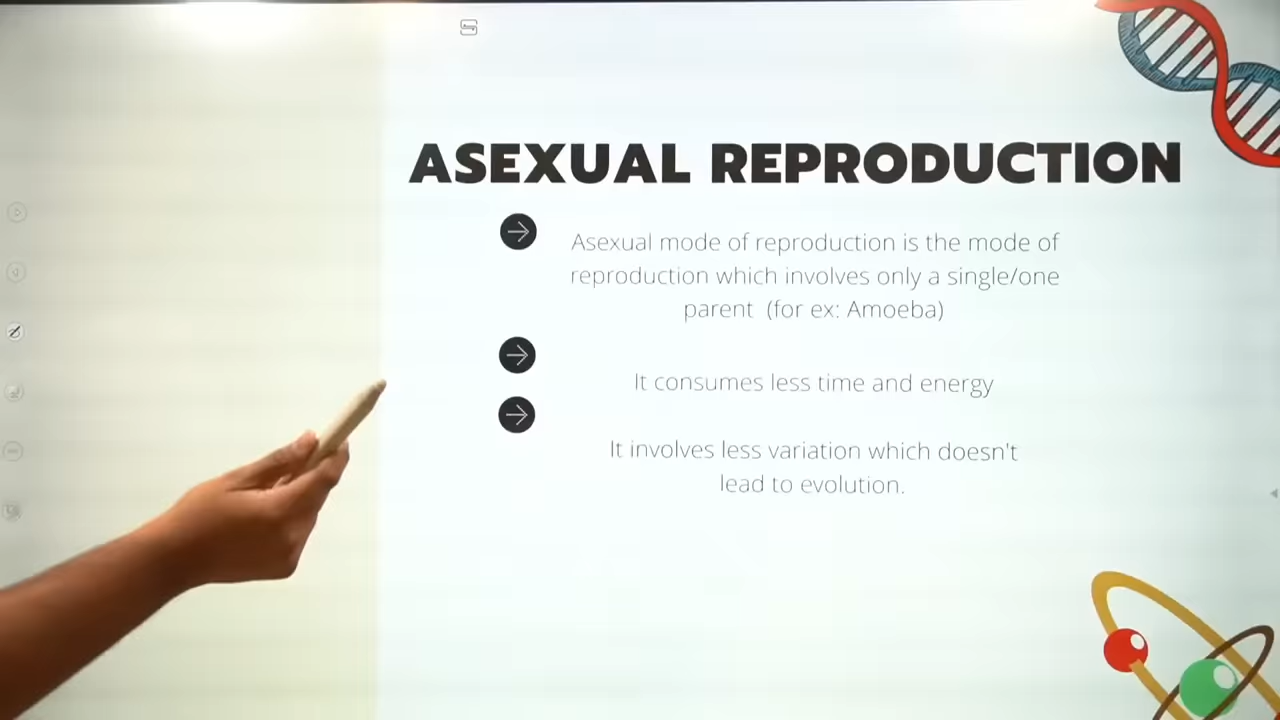 ASEXUAL REPRODUCTION
Asexual mode of reproduction is the mode of
reproduction which involves only a single/one
parent (for ex: Amoeba)
It consumes less time and energy
It involves less variation which doesn't
lead to evolution.